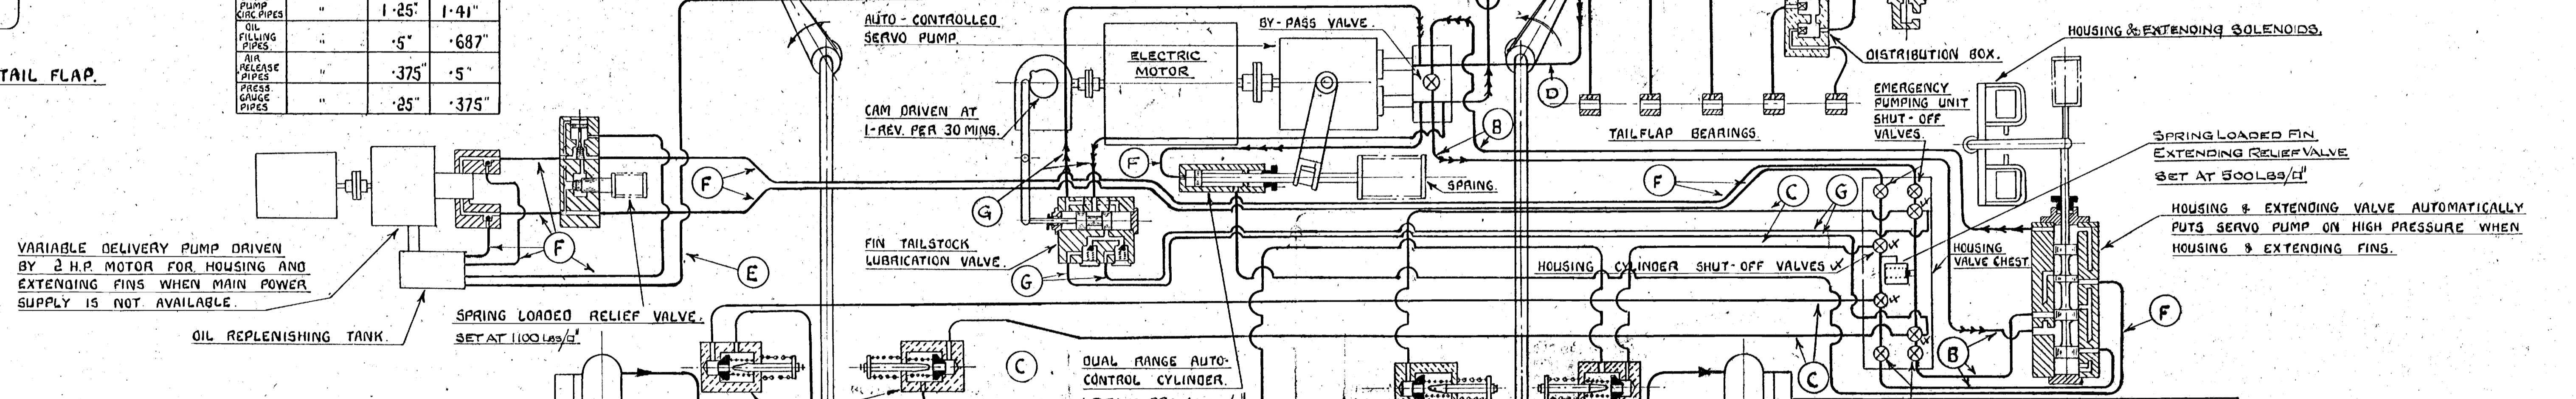 PUMP
CIRC. PIPES " 1·25" 1·41"
OIL
FILLING
PIPES. " ·5" ·687"
AIR
RELEASE
PIPES " ·375" ·5"
PRESS.
GAUGE
PIPES " ·25" ·375"
TAIL FLAP.
AUTO-CONTROLLED
SERVO PUMP.
BY-PASS VALVE.
ELECTRIC
MOTOR
CAM DRIVEN AT
1-REV. PER 30 MINS.
D
B
F
F
G
SPRING.
TAILFLAP BEARINGS.
DISTRIBUTION BOX.
HOUSING & EXTENDING SOLENOIDS.
EMERGENCY
PUMPING UNIT
SHUT-OFF
VALVES.
SPRING LOADED FIN
EXTENDING RELIEF VALVE
SET AT 500 LBS/□"
F
C
G
C
HOUSING & EXTENDING VALVE AUTOMATICALLY
PUTS SERVO PUMP ON HIGH PRESSURE WHEN
HOUSING & EXTENDING FINS.
VARIABLE DELIVERY PUMP DRIVEN
BY 2 H.P. MOTOR FOR HOUSING AND
EXTENDING FINS WHEN MAIN POWER
SUPPLY IS NOT AVAILABLE.
F
E
FIN TAILSTOCK
LUBRICATION VALVE.
G
HOUSING CYLINDER SHUT-OFF VALVES X
X
X
X
X
X
HOUSING
VALVE CHEST.
OIL REPLENISHING TANK.
SPRING LOADED RELIEF VALVE.
SET AT 1100 LBS/□"
F
B
C
C
DUAL RANGE AUTO-
CONTROL CYLINDER.